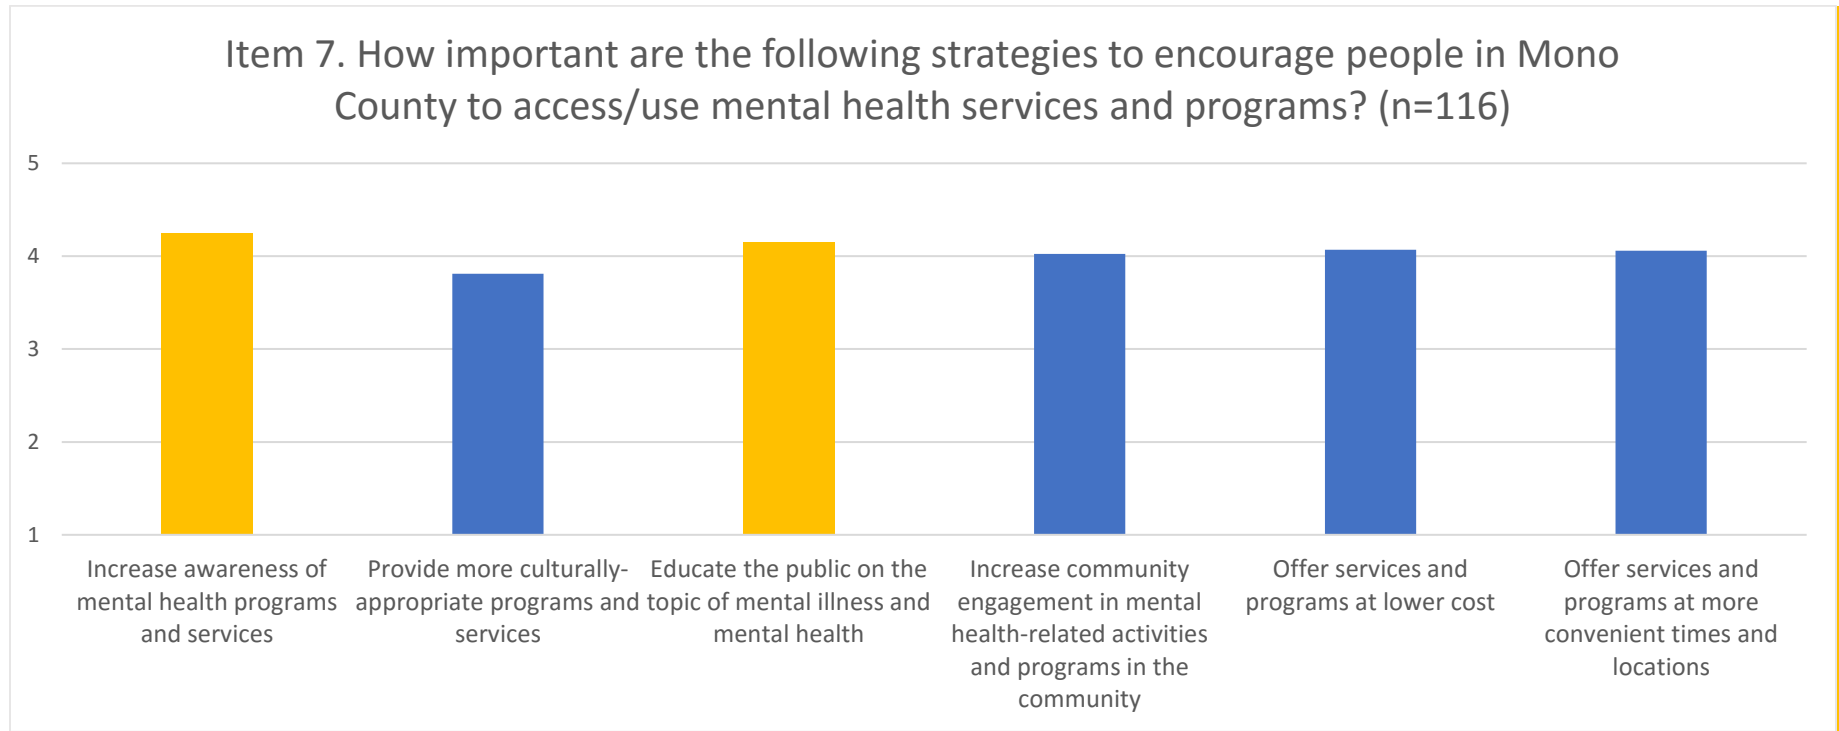 Item 7. How important are the following strategies to encourage people in Mono
County to access/use mental health services and programs? (n=116)
5
4
3
2
1
Increase awareness of
mental health programs
and services
Provide more culturally-
appropriate programs and
services
Educate the public on the
topic of mental illness and
mental health
Increase community
engagement in mental
health-related activities
and programs in the
community
Offer services and
programs at lower cost
Offer services and
programs at more
convenient times and
locations